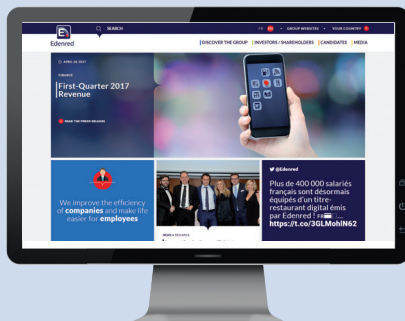 Edenred
SEARCH
FR EN • GROUP WEBSITES • YOUR COUNTRY
DISCOVER THE GROUP
INVESTORS / SHAREHOLDERS
CANDIDATES
MEDIA
APRIL 20, 2017
FINANCE
First-Quarter 2017
Revenue
READ THE PRESS RELEASE
We improve the efficiency
of companies and make life
easier for employees
@Edenred
Plus de 400 000 salariés
français sont désormais
équipés d'un titre-
restaurant digital émis
par Edenred ! FR ...
https://t.co/3GLMohlN62